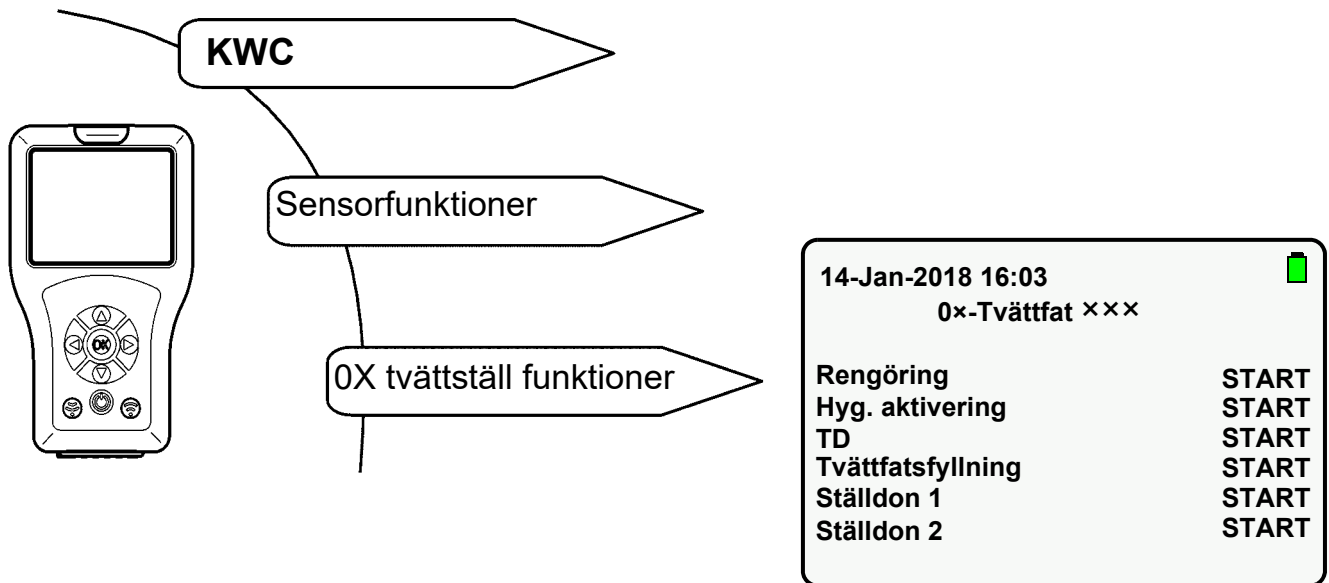 KWC
Sensorfunktioner
0X tvättställ funktioner
OK
14-Jan-2018 16:03
0×-Tvättfat ×××
Rengöring START
Hyg. aktivering START
TD START
Tvättfatsfyllning START
Ställdon 1 START
Ställdon 2 START